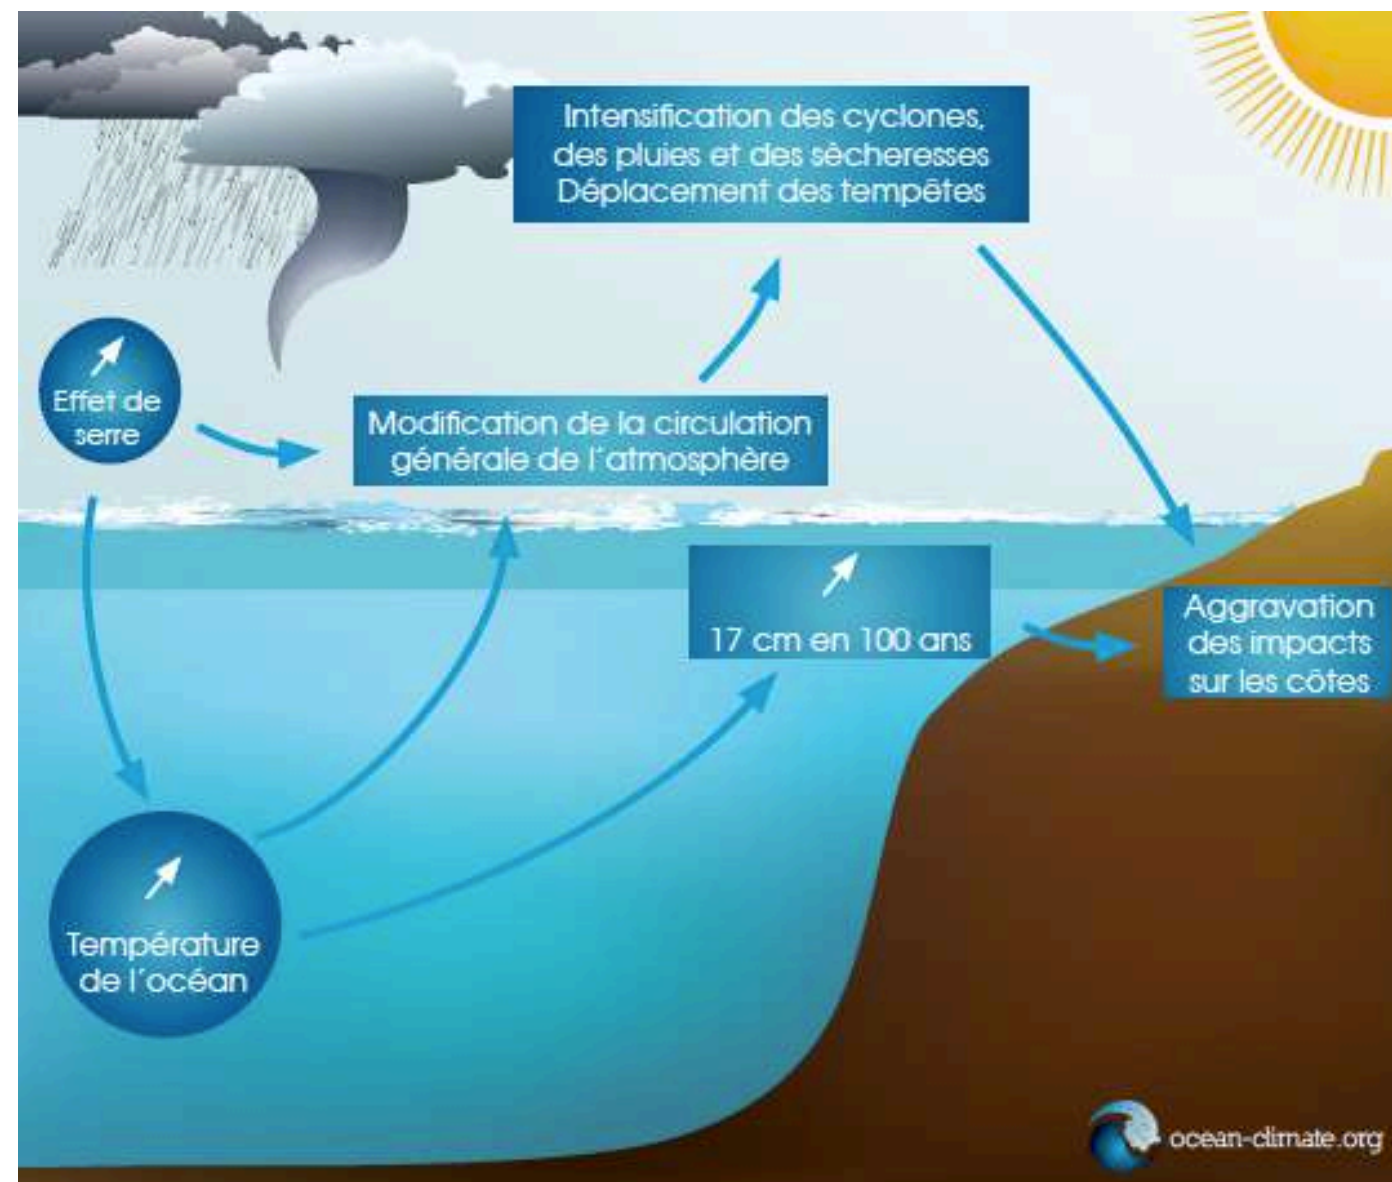 Intensification des cyclones,
des pluies et des sècheresses
Déplacement des tempêtes
Effet de
serre
Modification de la circulation
générale de l'atmosphère
17 cm en 100 ans
Aggravation
des impacts
sur les côtes
Température
de l'océan
ocean-climate.org